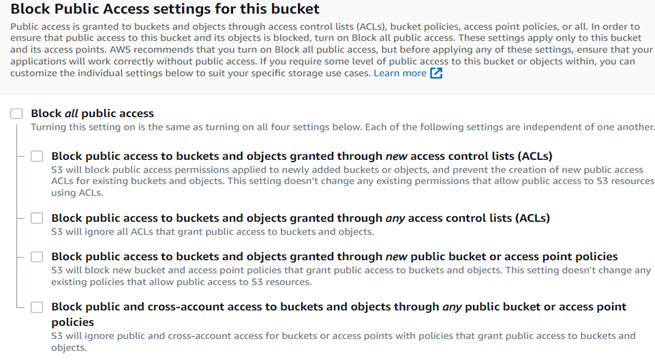 Block Public Access settings for this bucket
Public access is granted to buckets and objects through access control lists (ACLs), bucket policies, access point policies, or all. In order to
ensure that public access to this bucket and its objects is blocked, turn on Block all public access. These settings apply only to this bucket
and its access points. AWS recommends that you turn on Block all public access, but before applying any of these settings, ensure that your
applications will work correctly without public access. If you require some level of public access to this bucket or objects within, you can
customize the individual settings below to suit your specific storage use cases. Learn more
Block all public access
Turning this setting on is the same as turning on all four settings below. Each of the following settings are independent of one another.
Block public access to buckets and objects granted through new access control lists (ACLs)
S3 will block public access permissions applied to newly added buckets or objects, and prevent the creation of new public access
ACLs for existing buckets and objects. This setting doesn't change any existing permissions that allow public access to S3 resources
using ACLs.
Block public access to buckets and objects granted through any access control lists (ACLs)
S3 will ignore all ACLs that grant public access to buckets and objects.
Block public access to buckets and objects granted through new public bucket or access point policies
S3 will block new bucket and access point policies that grant public access to buckets and objects. This setting doesn't change any
existing policies that allow public access to S3 resources.
Block public and cross-account access to buckets and objects through any public bucket or access point
policies
S3 will ignore public and cross-account access for buckets or access points with policies that grant public access to buckets and
objects.